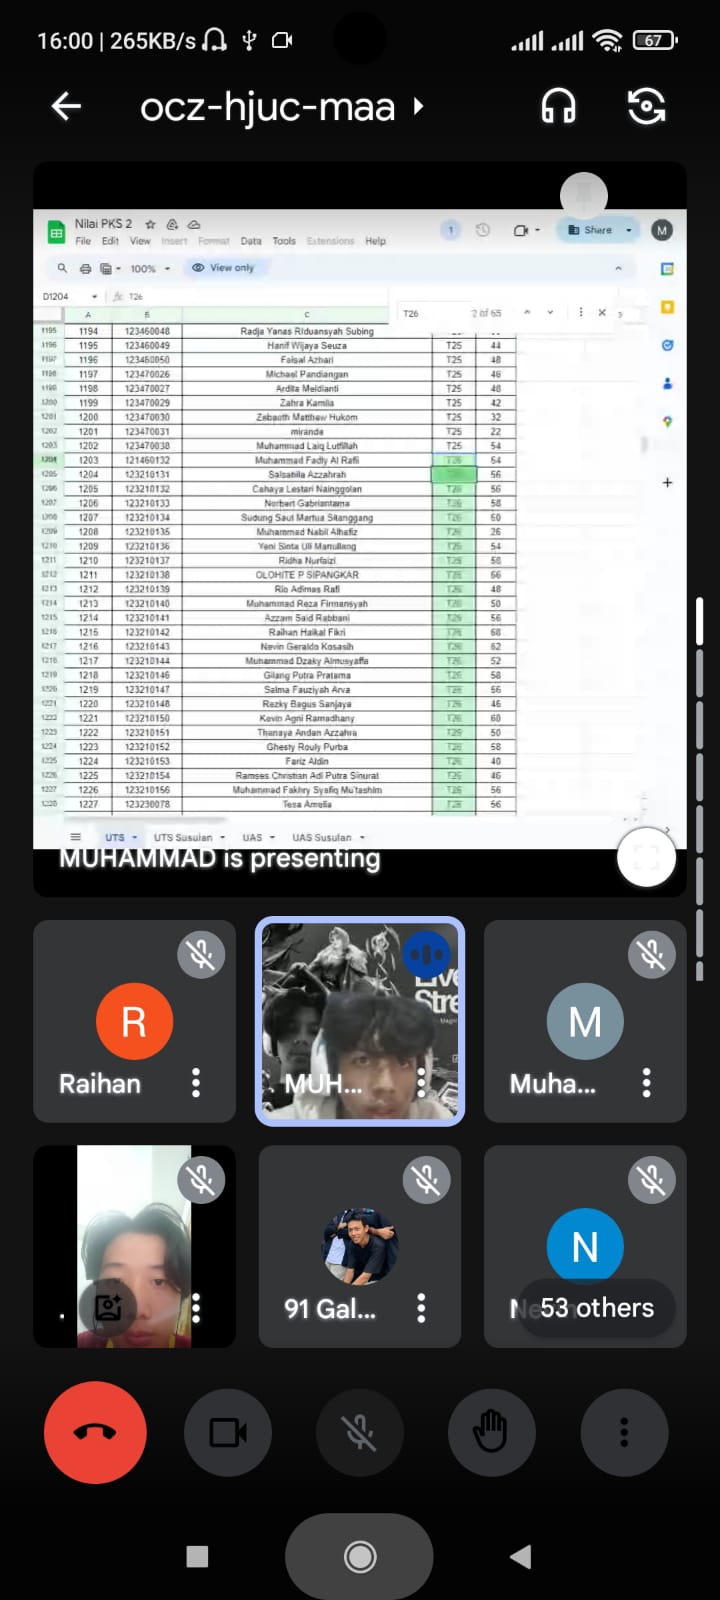 16:00 | 265KB/s 67
ocz-hjuc-maa
Nilai PKS 2
File Edit View Insert Format Data Tools Extensions Help
1 Share M
100% View only
D1204 T26 T26 2 of 65
A B C
1195 1194 123460048 Radja Yanas Riduansyah Subing
1196 1195 123460049 Hanif Wijaya Seuza T25 44
1197 1196 123460050 Faisal Azhari T25 48
1198 1197 123470026 Michael Pandiangan T25 46
1199 1198 123470027 Ardita Meldianti T25 48
1200 1199 123470029 Zahra Kamila T25 42
1201 1200 123470030 Zebaoth Matthew Hukom T25 32
1202 1201 123470031 miranda T25 22
1203 1202 123470038 Muhammad Laiq Lutfillah T25 54
1204 1203 121460132 Muhammad Fadly Al Rafii T26 54
1205 1204 123210131 Salsabila Azzahrah 56
1206 1205 123210132 Cahaya Lestari Nainggolan T26 56
1207 1206 123210133 Norbert Gabriantama T26 58
1208 1207 123210134 Sudung Saut Martua Sitanggang T26 60
1209 1208 123210135 Muhammad Nabil Alhafiz T26 26
1210 1209 123210136 Yeni Sinta Uli Manullang T26 54
1211 1210 123210137 Ridha Nurfaizi T26 58
1212 1211 123210138 OLOHITE P SIPANGKAR T26 66
1213 1212 123210139 Rio Adimas Rafi T26 48
1214 1213 123210140 Muhammad Reza Firmansyah T26 50
1215 1214 123210141 Azzam Said Rabbani T26 56
1216 1215 123210142 Raihan Haikal Fikri T26 68
1217 1216 123210143 Nevin Geraldo Kosasih T26 62
1218 1217 123210144 Muhammad Dzaky Almusyaffa T26 52
1219 1218 123210146 Gilang Putra Pratama T26 58
1220 1219 123210147 Salma Fauziyah Arva T26 56
1221 1220 123210148 Rezky Bagus Sanjaya T26 46
1222 1221 123210150 Kevin Agni Ramadhany T26 60
1223 1222 123210151 Thanaya Andan Azzahra T26 50
1224 1223 123210152 Ghesty Rouly Purba T26 58
1225 1224 123210153 Fariz Aldin T26 40
1226 1225 123210154 Ramses Christian Adi Putra Sinurat T26 46
1227 1226 123210156 Muhammad Fakhry Syafiq Mu'tashim T26 56
1228 1227 123230078 Tesa Amelia T26 56
UTS UTS Susulan UAS UAS Susulan
MUHAMMAD is presenting
R
Raihan
Live
Stre
MUH...
M
Muha...
.
91 Gal...
N
53 others